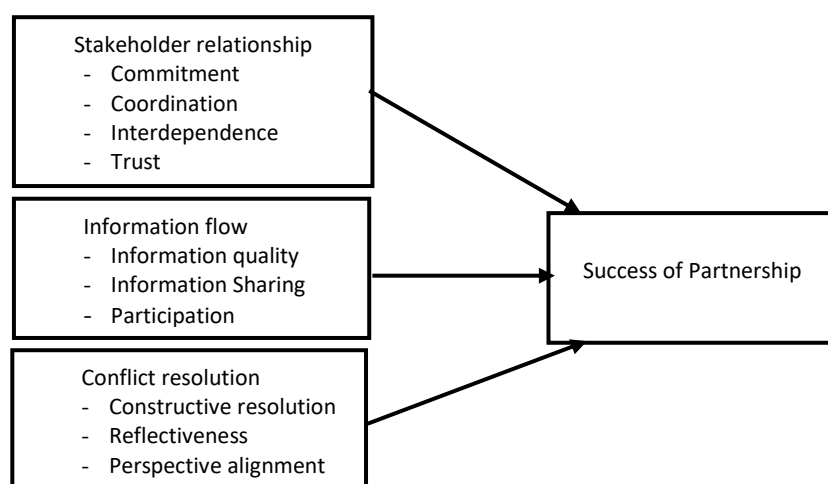 Stakeholder relationship
- Commitment
- Coordination
- Interdependence
- Trust
Information flow
- Information quality
- Information Sharing
- Participation
Success of Partnership
Conflict resolution
- Constructive resolution
- Reflectiveness
- Perspective alignment